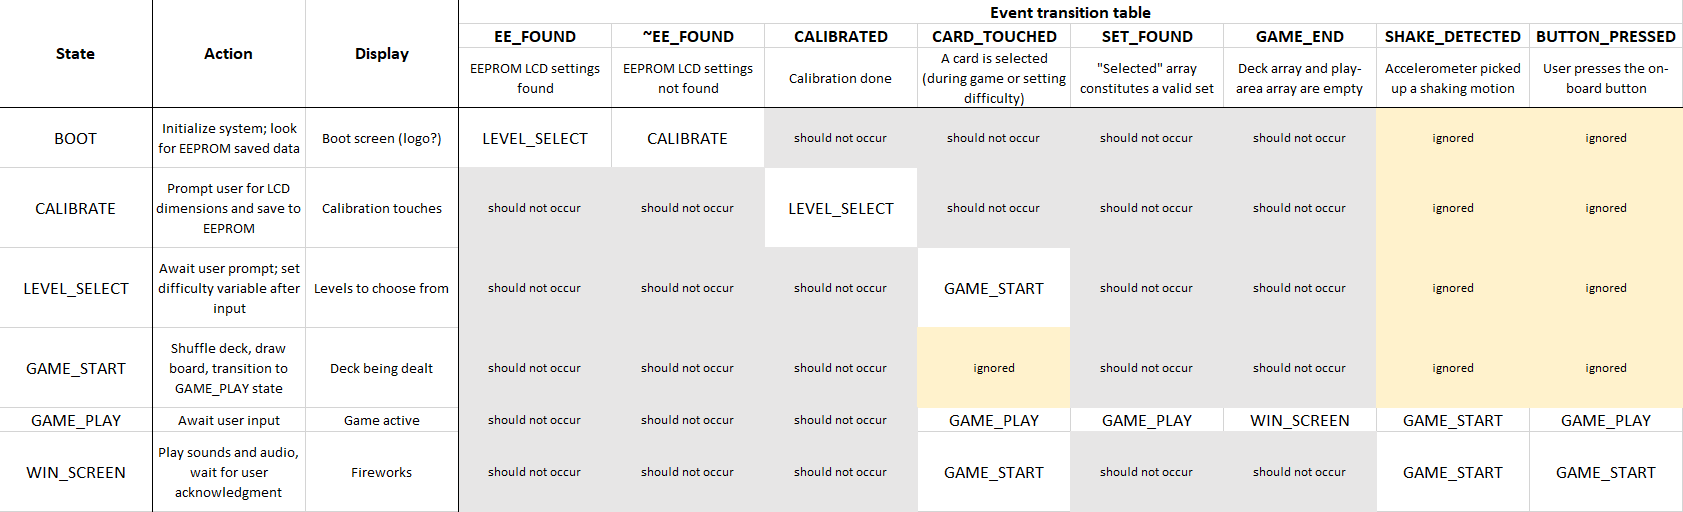 Event transition table
State
Action
Display
EE_FOUND
~EE_FOUND
CALIBRATED
CARD_TOUCHED
SET_FOUND
GAME_END
SHAKE_DETECTED
BUTTON_PRESSED
EEPROM LCD settings
found
EEPROM LCD settings
not found
Calibration done
A card is selected
(during game or setting
difficulty)
"Selected" array
constitutes a valid set
Deck array and play-
area array are empty
Accelerometer picked
up a shaking motion
User presses the on-
board button
BOOT
Initialize system; look
for EEPROM saved data
Boot screen (logo?)
LEVEL_SELECT
CALIBRATE
should not occur
should not occur
should not occur
should not occur
ignored
ignored
CALIBRATE
Prompt user for LCD
dimensions and save to
EEPROM
Calibration touches
should not occur
should not occur
LEVEL_SELECT
should not occur
should not occur
should not occur
ignored
ignored
LEVEL_SELECT
Await user prompt; set
difficulty variable after
input
Levels to choose from
should not occur
should not occur
should not occur
GAME_START
should not occur
should not occur
ignored
ignored
GAME_START
Shuffle deck, draw
board, transition to
GAME_PLAY state
Deck being dealt
should not occur
should not occur
should not occur
ignored
should not occur
should not occur
ignored
ignored
GAME_PLAY
Await user input
Game active
should not occur
should not occur
should not occur
GAME_PLAY
GAME_PLAY
WIN_SCREEN
GAME_START
GAME_PLAY
WIN_SCREEN
Play sounds and audio,
wait for user
acknowledgment
Fireworks
should not occur
should not occur
should not occur
GAME_START
should not occur
should not occur
GAME_START
GAME_START